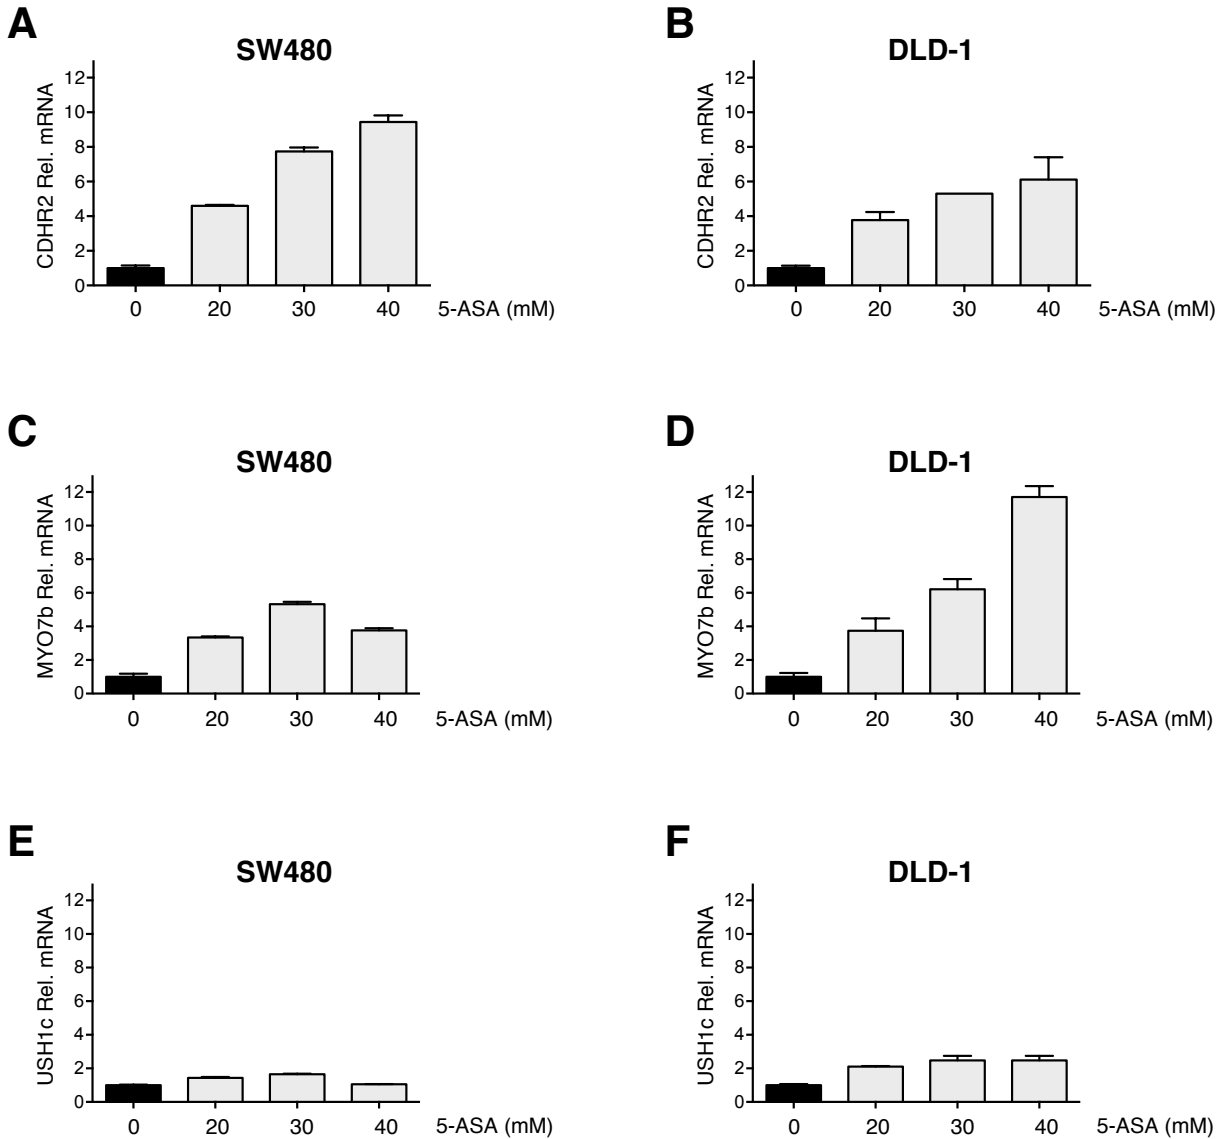 A
SW480
CDHR2 Rel. mRNA
12
10
8
6
4
2
0
0 20 30 40 5-ASA (mM)
B
DLD-1
CDHR2 Rel. mRNA
12
10
8
6
4
2
0
0 20 30 40 5-ASA (mM)
C
SW480
MYO7b Rel. mRNA
12
10
8
6
4
2
0
0 20 30 40 5-ASA (mM)
D
DLD-1
MYO7b Rel. mRNA
12
10
8
6
4
2
0
0 20 30 40 5-ASA (mM)
E
SW480
USH1c Rel. mRNA
12
10
8
6
4
2
0
0 20 30 40 5-ASA (mM)
F
DLD-1
USH1c Rel. mRNA
12
10
8
6
4
2
0
0 20 30 40 5-ASA (mM)